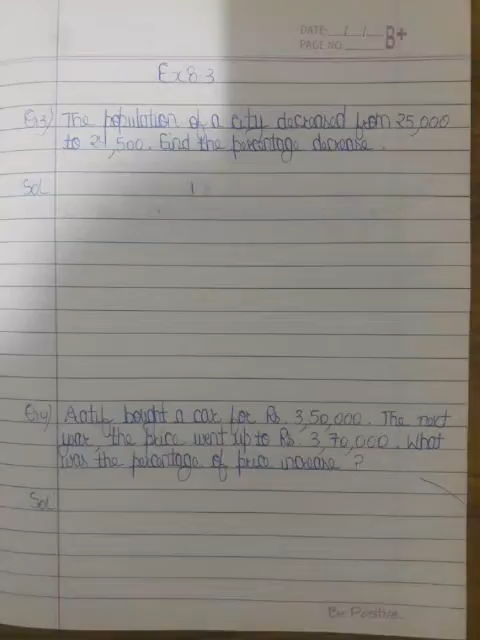 DATE: / /
PAGE NO.
B+
Ex 8.3
Q3) The population of a city decreased from 25,000
to 24,500. Find the percentage decrease.
Sol
Q4) Aarif bought a car for Rs. 3,50,000. The next
year, the price went up to Rs. 3,70,000. What
was the percentage of price increase ?
Sol
Be Positive.